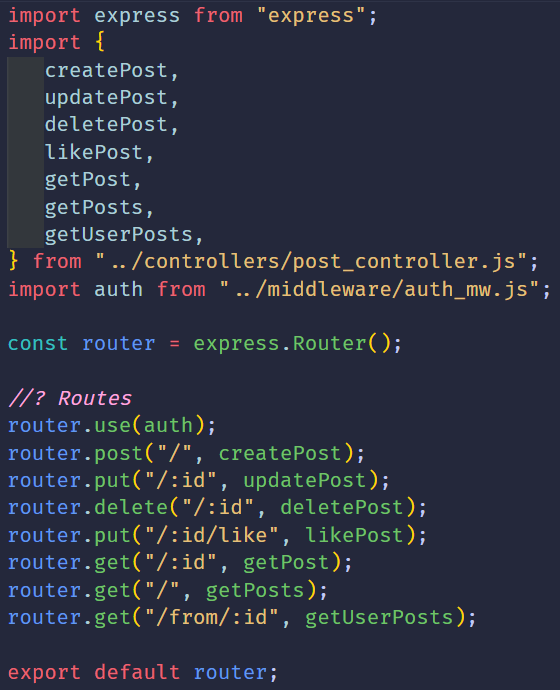 import express from "express";
import {
createPost,
updatePost,
deletePost,
likePost,
getPost,
getPosts,
getUserPosts,
} from "../controllers/post_controller.js";
import auth from "../middleware/auth_mw.js";
const router = express.Router();
//? Routes
router.use(auth);
router.post("/", createPost);
router.put("/:id", updatePost);
router.delete("/:id", deletePost);
router.put("/:id/like", likePost);
router.get("/:id", getPost);
router.get("/", getPosts);
router.get("/from/:id", getUserPosts);
export default router;